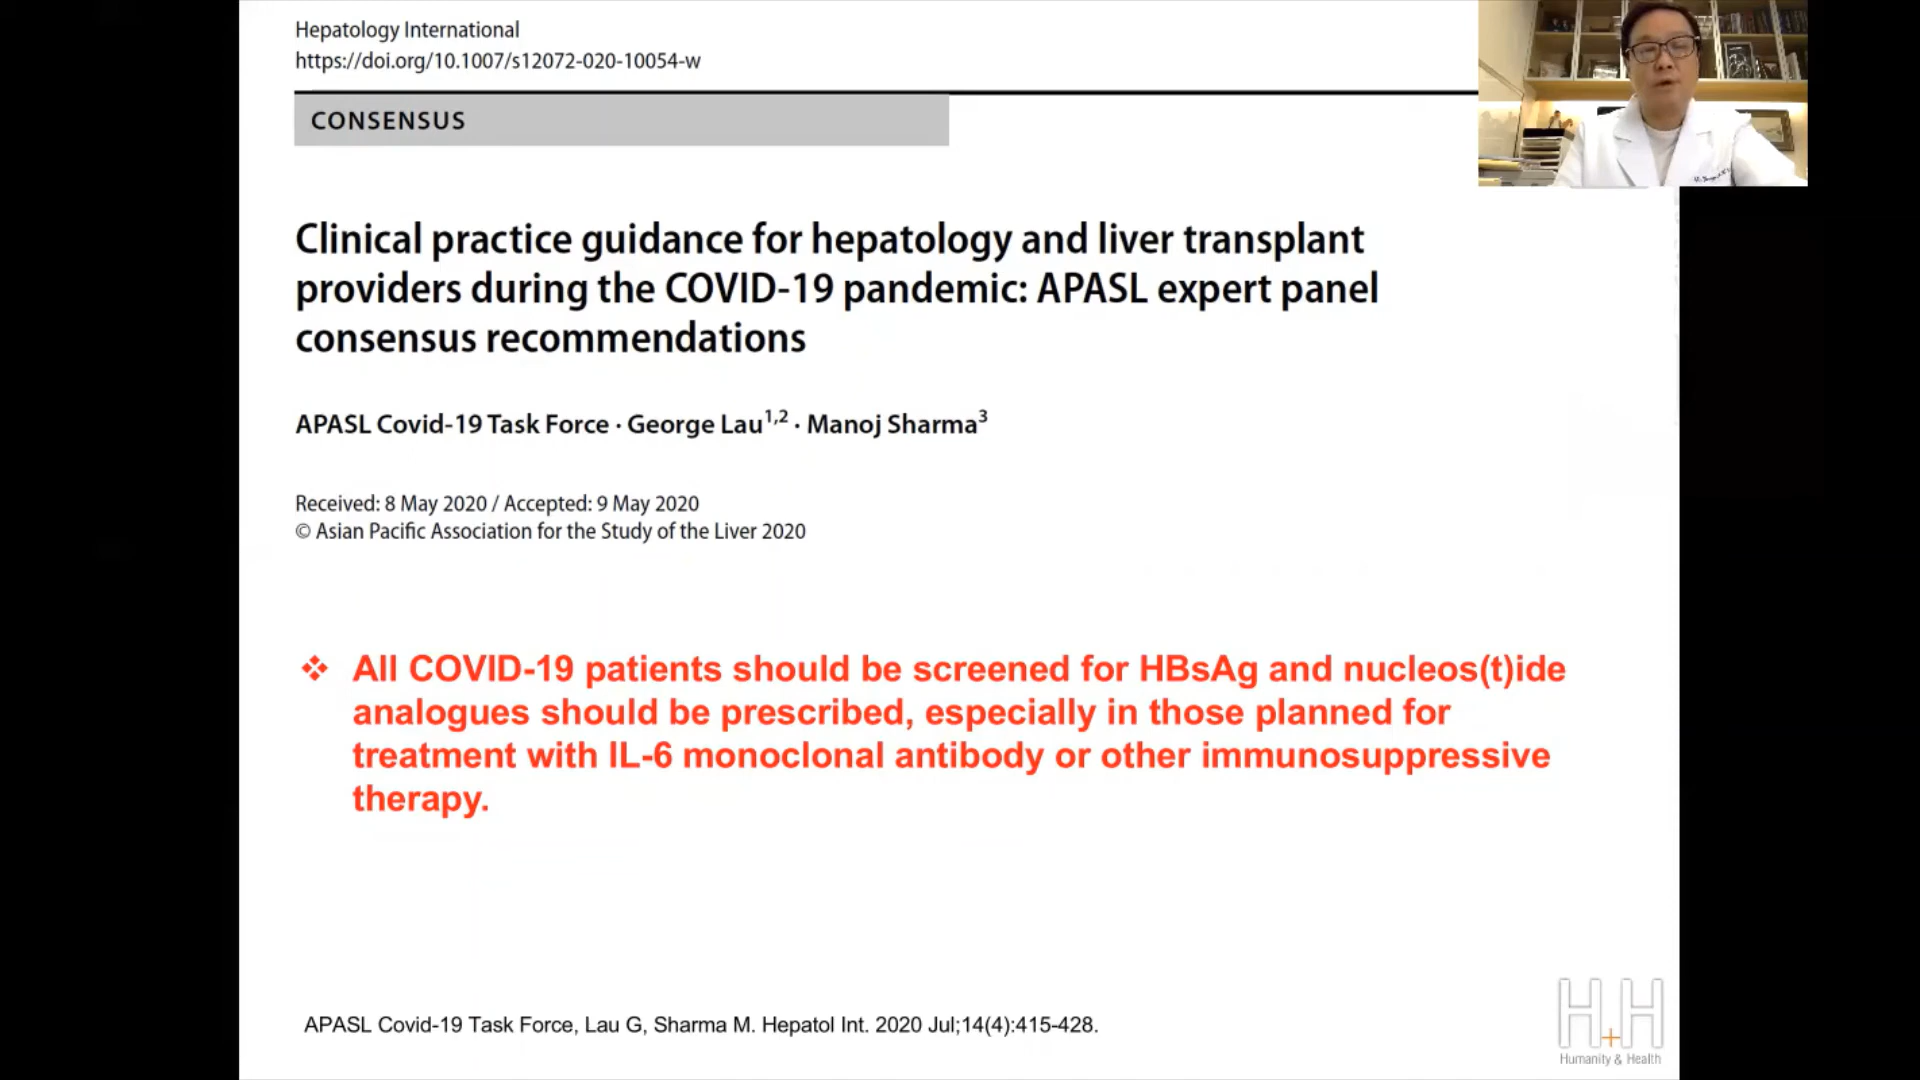 Hepatology International
https://doi.org/10.1007/s12072-020-10054-w
CONSENSUS
Clinical practice guidance for hepatology and liver transplant
providers during the COVID-19 pandemic: APASL expert panel
consensus recommendations
APASL Covid-19 Task Force · George Lau1,2 · Manoj Sharma3
Received: 8 May 2020 / Accepted: 9 May 2020
© Asian Pacific Association for the Study of the Liver 2020
❖ All COVID-19 patients should be screened for HBsAg and nucleos(t)ide
analogues should be prescribed, especially in those planned for
treatment with IL-6 monoclonal antibody or other immunosuppressive
therapy.
APASL Covid-19 Task Force, Lau G, Sharma M. Hepatol Int. 2020 Jul;14(4):415-428.
H+H
Humanity & Health